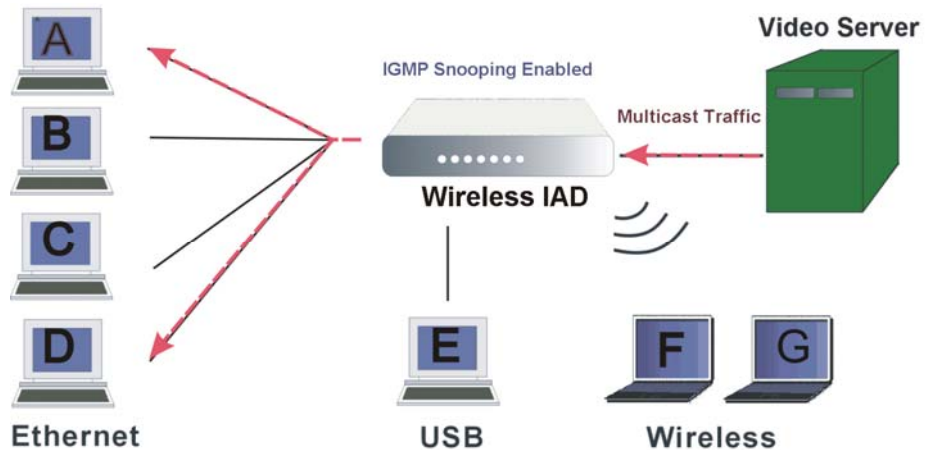 Video Server
A
IGMP Snooping Enabled
B
Multicast Traffic
Wireless IAD
C
D
E
F
G
Ethernet
USB
Wireless